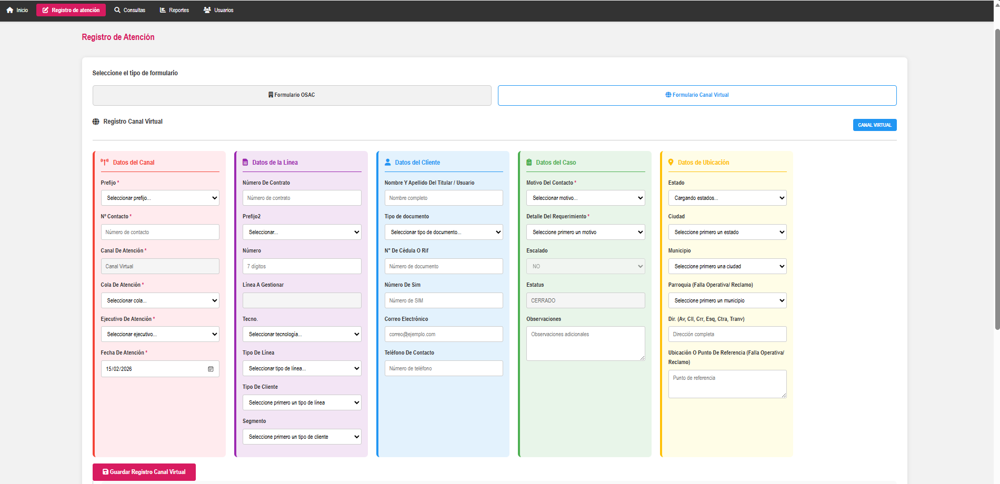 Inicio
Registro de atención
Consultas
Reportes
Usuarios
Registro de Atención
Seleccione el tipo de formulario
Formulario OSAC
Formulario Canal Virtual
Registro Canal Virtual
CANAL VIRTUAL
Datos del Canal
Prefijo *
Seleccionar prefijo...
Nº Contacto *
Número de contacto
Canal De Atención *
Canal Virtual
Cola De Atención *
Seleccionar cola...
Ejecutivo De Atención *
Seleccionar ejecutivo...
Fecha De Atención *
15/02/2026
Datos de la Línea
Número De Contrato
Número de contrato
Prefijo2
Seleccionar...
Número
7 dígitos
Línea A Gestionar
Tecno.
Seleccionar tecnología...
Tipo De Línea
Seleccionar tipo de línea...
Tipo De Cliente
Seleccione primero un tipo de línea
Segmento
Seleccione primero un tipo de cliente
Datos del Cliente
Nombre Y Apellido Del Titular / Usuario
Nombre completo
Tipo de documento
Seleccionar tipo de documento...
N° De Cédula O Rif
Número de documento
Número De Sim
Número de SIM
Correo Electrónico
correo@ejemplo.com
Teléfono De Contacto
Número de teléfono
Datos del Caso
Motivo Del Contacto *
Seleccionar motivo...
Detalle Del Requerimiento *
Seleccione primero un motivo
Escalado
NO
Estatus
CERRADO
Observaciones
Observaciones adicionales
Datos de Ubicación
Estado
Cargando estados...
Ciudad
Seleccione primero un estado
Municipio
Seleccione primero una ciudad
Parroquia (Falla Operativa/ Reclamo)
Seleccione primero un municipio
Dir. (Av, Cll, Crr, Esq, Ctra, Tranv)
Dirección completa
Ubicación O Punto De Referencia (Falla Operativa/
Reclamo)
Punto de referencia
Guardar Registro Canal Virtual